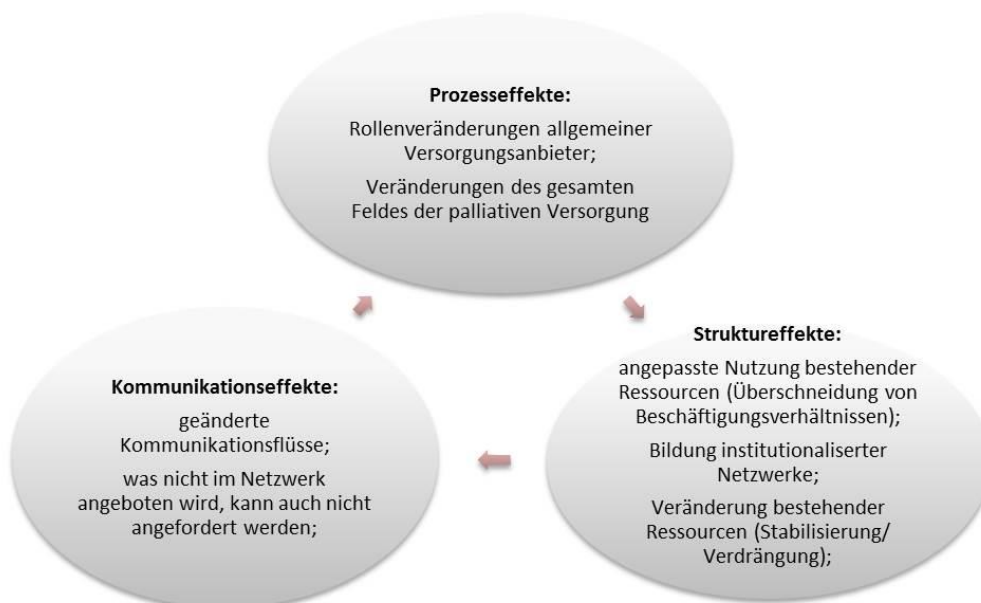 Prozesseffekte:
Rollenveränderungen allgemeiner
Versorgungsanbieter;
Veränderungen des gesamten
Feldes der palliativen Versorgung
Struktureffekte:
angepasste Nutzung bestehender
Ressourcen (Überschneidung von
Beschäftigungsverhältnissen);
Bildung institutionaliserter
Netzwerke;
Veränderung bestehender
Ressourcen (Stabilisierung/
Verdrängung);
Kommunikationseffekte:
geänderte
Kommunikationsflüsse;
was nicht im Netzwerk
angeboten wird, kann auch nicht
angefordert werden;